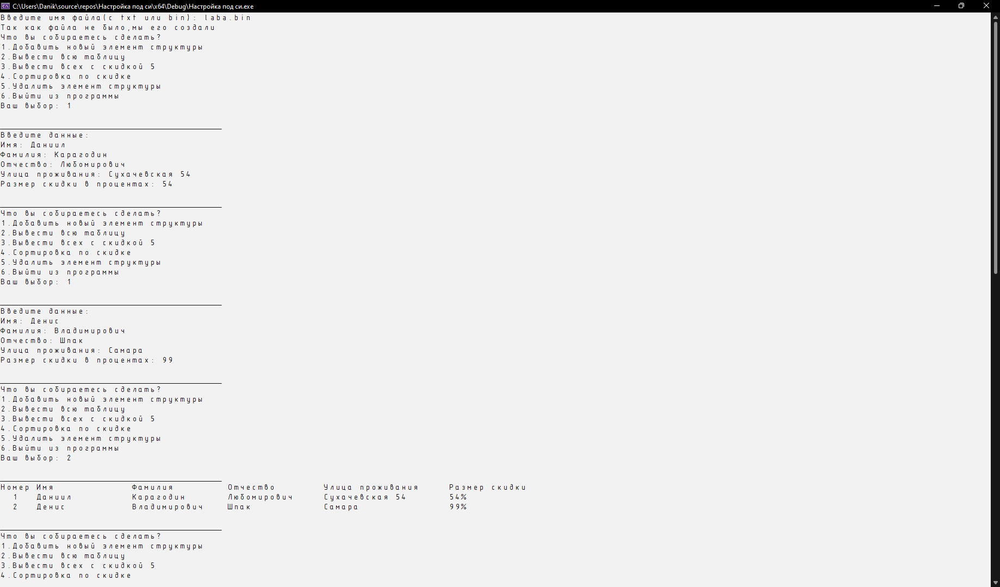 C:\Users\Danik\source\repos\Настройка под си\x64\Debug\Настройка под си.exe
Введите имя файла(с txt или bin): laba.bin
Так как файла не было,мы его создали
Что вы собираетесь сделать?
1.Добавить новый элемент структуры
2.Вывести всю таблицу
3.Вывести всех с скидкой 5
4.Сортировка по скидке
5.Удалить элемент структуры
6.Выйти из программы
Ваш выбор: 1
_____________________________________
Введите данные:
Имя: Даниил
Фамилия: Карагодин
Отчество: Любомирович
Улица проживания: Сухачевская 54
Размер скидки в процентах: 54
_____________________________________
Что вы собираетесь сделать?
1.Добавить новый элемент структуры
2.Вывести всю таблицу
3.Вывести всех с скидкой 5
4.Сортировка по скидке
5.Удалить элемент структуры
6.Выйти из программы
Ваш выбор: 1
_____________________________________
Введите данные:
Имя: Денис
Фамилия: Владимирович
Отчество: Шпак
Улица проживания: Самара
Размер скидки в процентах: 99
_____________________________________
Что вы собираетесь сделать?
1.Добавить новый элемент структуры
2.Вывести всю таблицу
3.Вывести всех с скидкой 5
4.Сортировка по скидке
5.Удалить элемент структуры
6.Выйти из программы
Ваш выбор: 2
_____________________________________
Номер Имя Фамилия Отчество Улица проживания Размер скидки
1 Даниил Карагодин Любомирович Сухачевская 54 54%
2 Денис Владимирович Шпак Самара 99%
_____________________________________
Что вы собираетесь сделать?
1.Добавить новый элемент структуры
2.Вывести всю таблицу
3.Вывести всех с скидкой 5
4.Сортировка по скидке